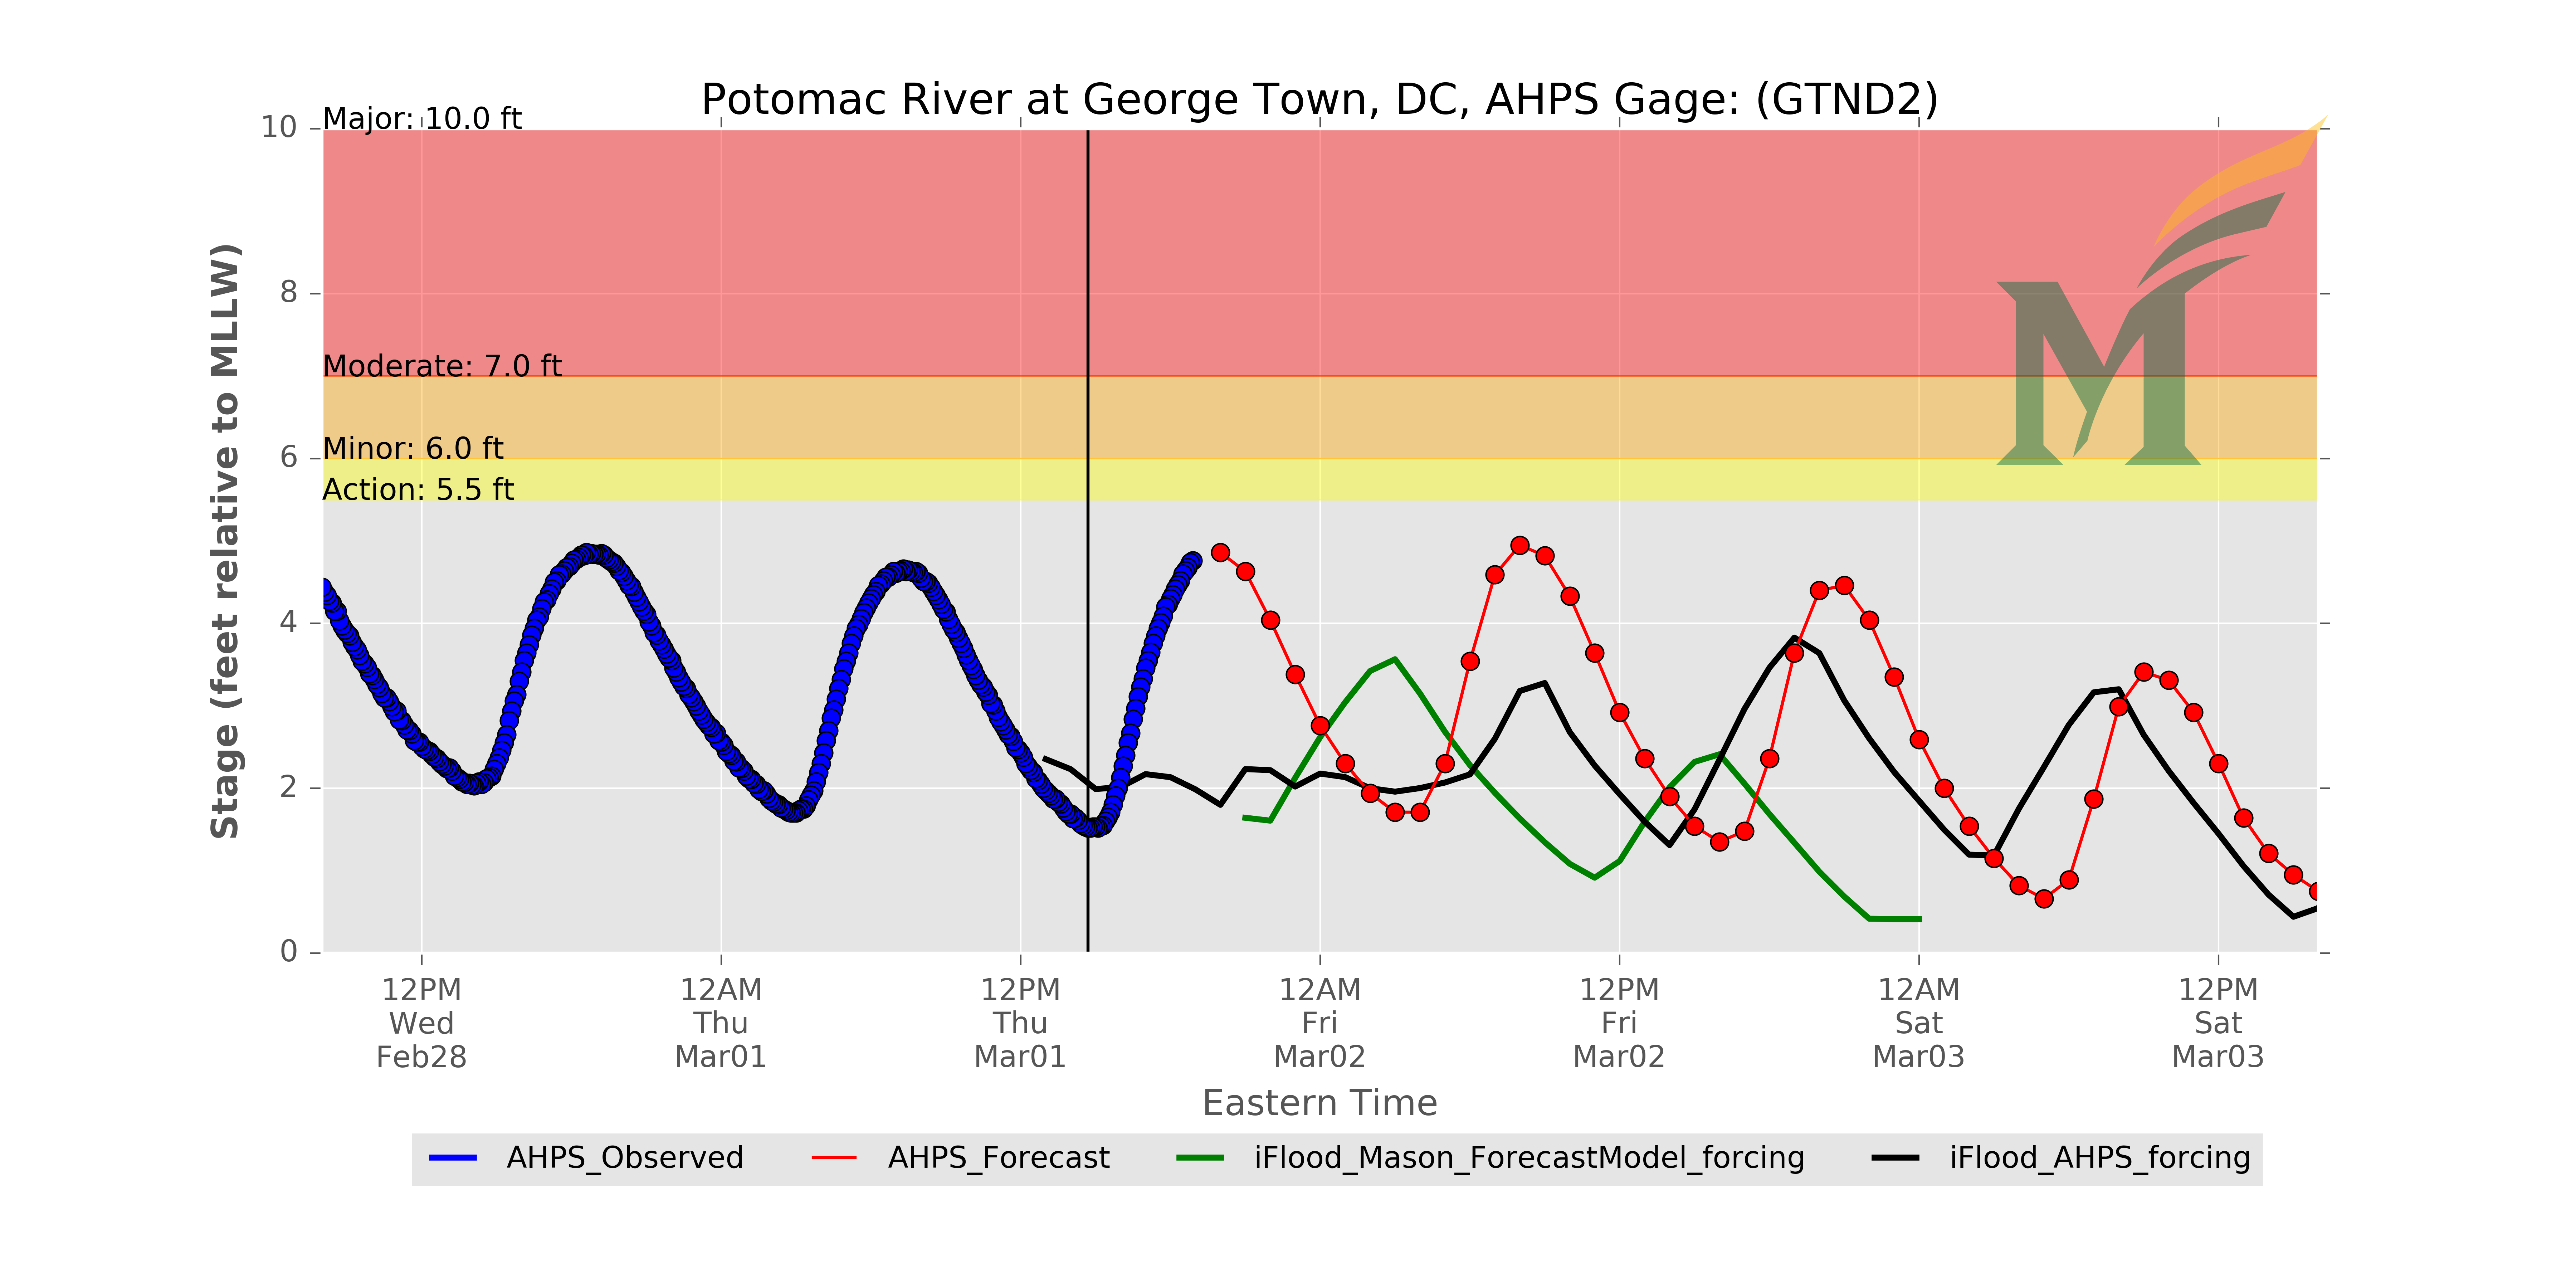 Potomac River at George Town, DC, AHPS Gage: (GTND2)
Major: 10.0 ft
Moderate: 7.0 ft
Minor: 6.0 ft
Action: 5.5 ft
Stage (feet relative to MLLW)
10
8
6
4
2
0
12PM 12AM 12PM 12AM 12PM 12AM 12PM
Wed Thu Thu Fri Fri Sat Sat
Feb28 Mar01 Mar01 Mar02 Mar02 Mar03 Mar03
Eastern Time
AHPS_Observed AHPS_Forecast iFlood_Mason_ForecastModel_forcing iFlood_AHPS_forcing